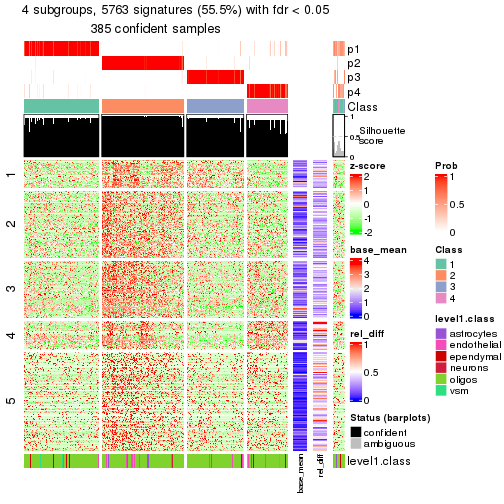 4 subgroups, 5763 signatures (55.5%) with fdr < 0.05
385 confident samples
p1
p2
p3
p4
Class
1
0.5
0
Silhouette
score
1
2
3
4
5
z-score
2
1
0
-1
-2
Prob
1
0.5
0
base_mean
4
3
2
1
0
Class
1
2
3
4
rel_diff
1
0.5
0
level1.class
astrocytes
endothelial
ependymal
neurons
oligos
vsm
Status (barplots)
confident
ambiguous
level1.class
base_mean
rel_diff